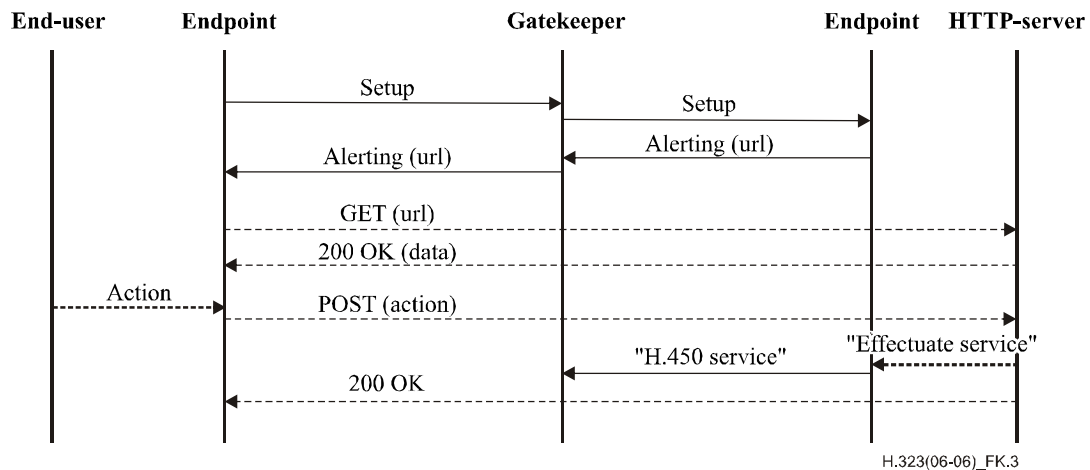 End-user Endpoint Gatekeeper Endpoint HTTP-server
Setup
Setup
Alerting (url)
Alerting (url)
GET (url)
200 OK (data)
Action
POST (action)
"Effectuate service"
"H.450 service"
200 OK
H.323(06-06)_FK.3